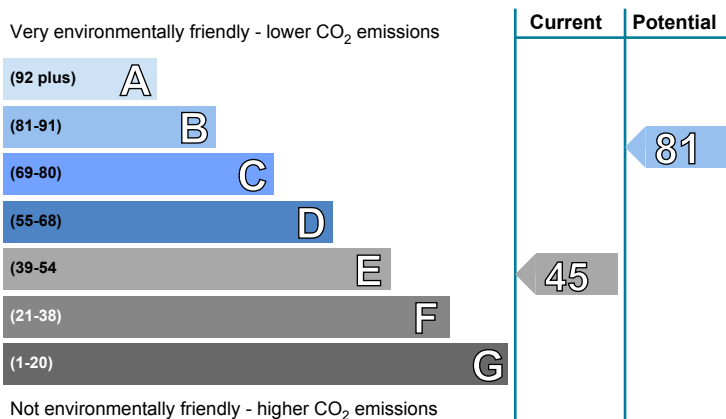 Current Potential
Very environmentally friendly - lower CO2 emissions
(92 plus) A
(81-91) B
81
(69-80) C
(55-68) D
(39-54 E
45
(21-38) F
(1-20) G
Not environmentally friendly - higher CO2 emissions